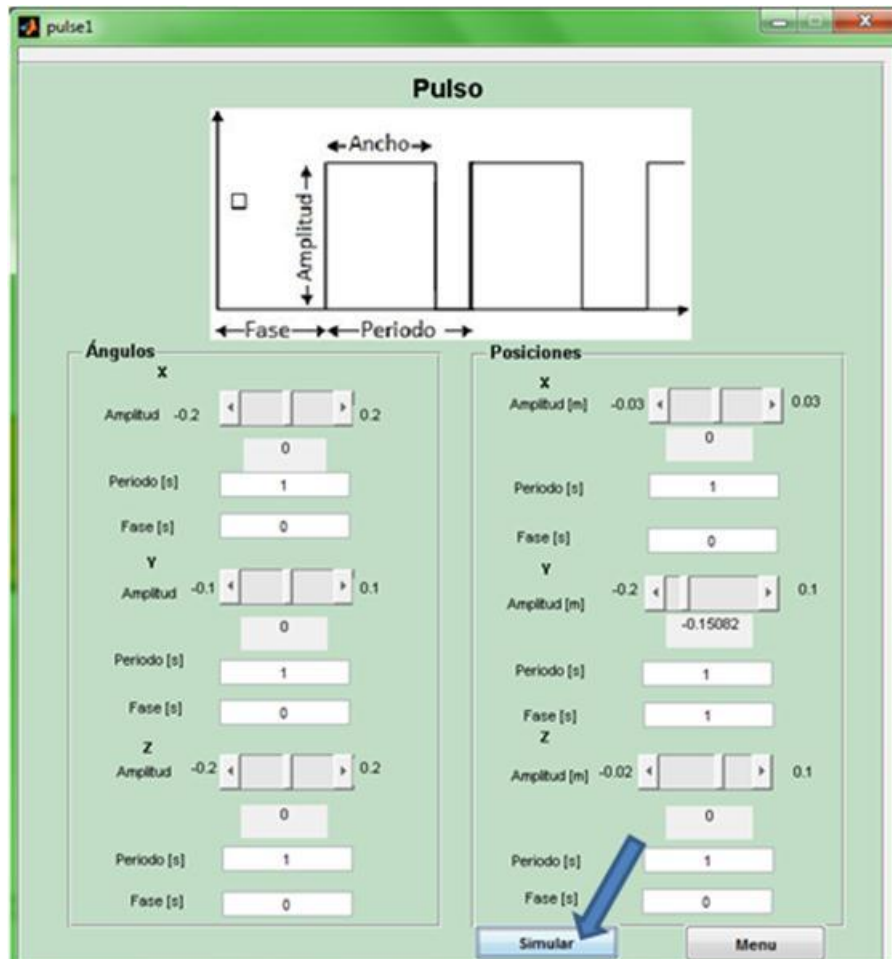 pulse1
Pulso
Ancho
Amplitud
Fase
Periodo
Ángulos
X
Amplitud -0.2 0.2
0
Periodo [s] 1
Fase [s] 0
Y
Amplitud -0.1 0.1
0
Periodo [s] 1
Fase [s] 0
Z
Amplitud -0.2 0.2
0
Periodo [s] 1
Fase [s] 0
Posiciones
X
Amplitud [m] -0.03 0.03
0
Periodo [s] 1
Fase [s] 0
Y
Amplitud [m] -0.2 0.1
-0.15082
Periodo [s] 1
Fase [s] 1
Z
Amplitud [m] -0.02 0.1
0
Periodo [s] 1
Fase [s] 0
Simular
Menu